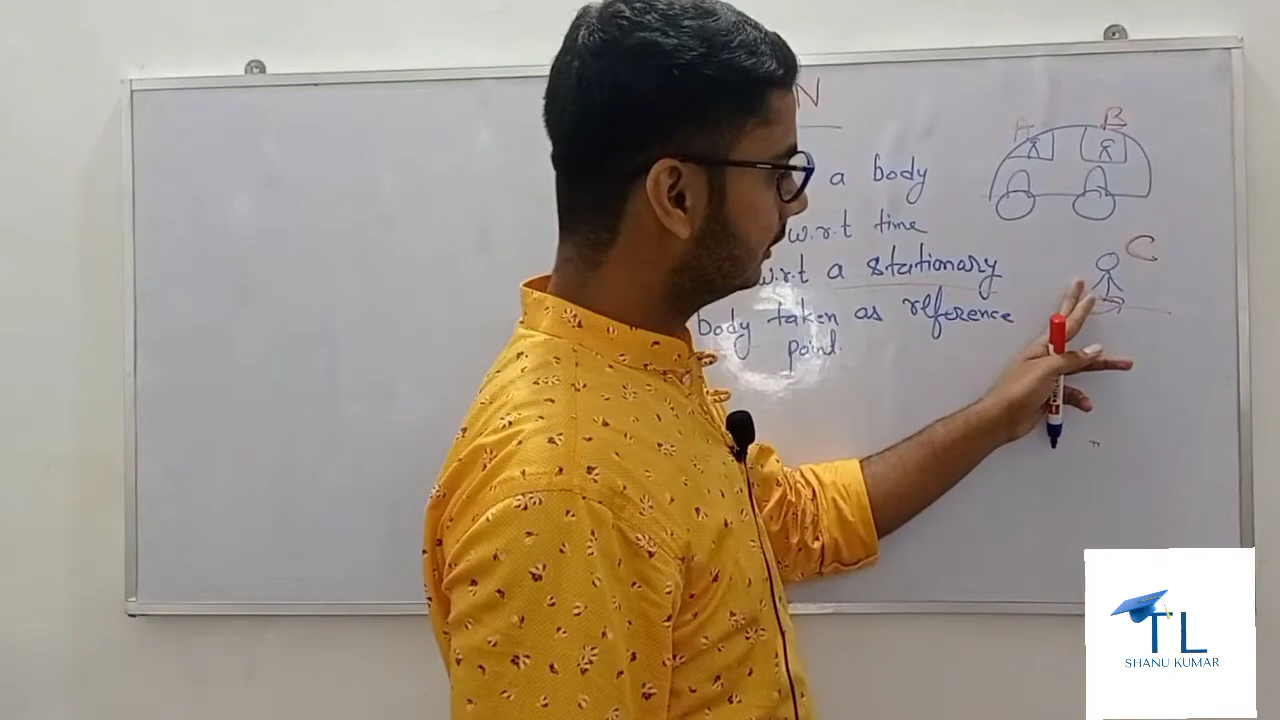 N
a body
w.r.t time
w.r.t a stationary
body taken as reference
point.
A B
C
TL
SHANU KUMAR